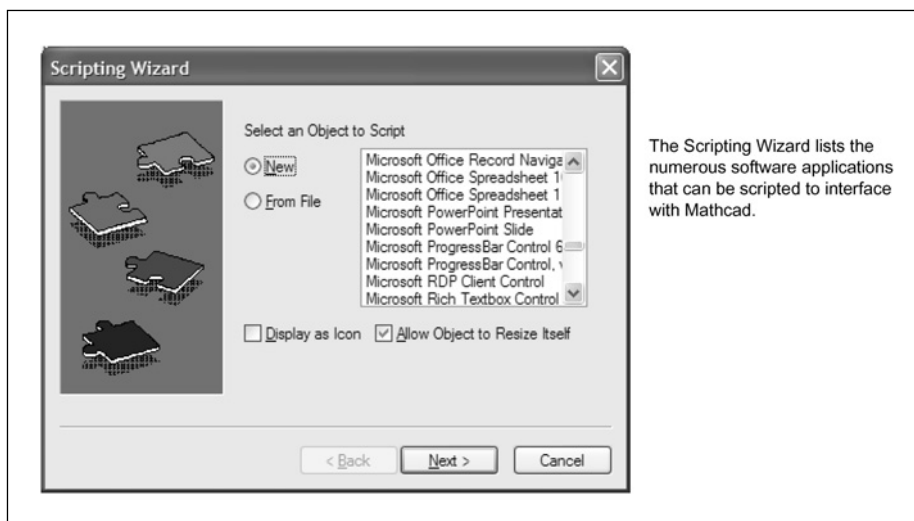 Scripting Wizard
Select an Object to Script
New
From File
Microsoft Office Record Naviga
Microsoft Office Spreadsheet 1
Microsoft Office Spreadsheet 1
Microsoft PowerPoint Presentat
Microsoft PowerPoint Slide
Microsoft ProgressBar Control 6
Microsoft ProgressBar Control, v
Microsoft RDP Client Control
Microsoft Rich Textbox Control
Display as Icon
Allow Object to Resize Itself
< Back
Next >
Cancel
The Scripting Wizard lists the
numerous software applications
that can be scripted to interface
with Mathcad.